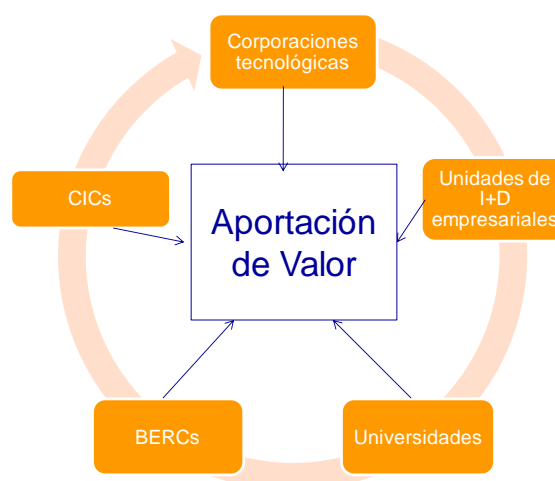 Corporaciones
tecnológicas
CICs
Unidades de
I+D
empresariales
Aportación
de Valor
BERCs
Universidades